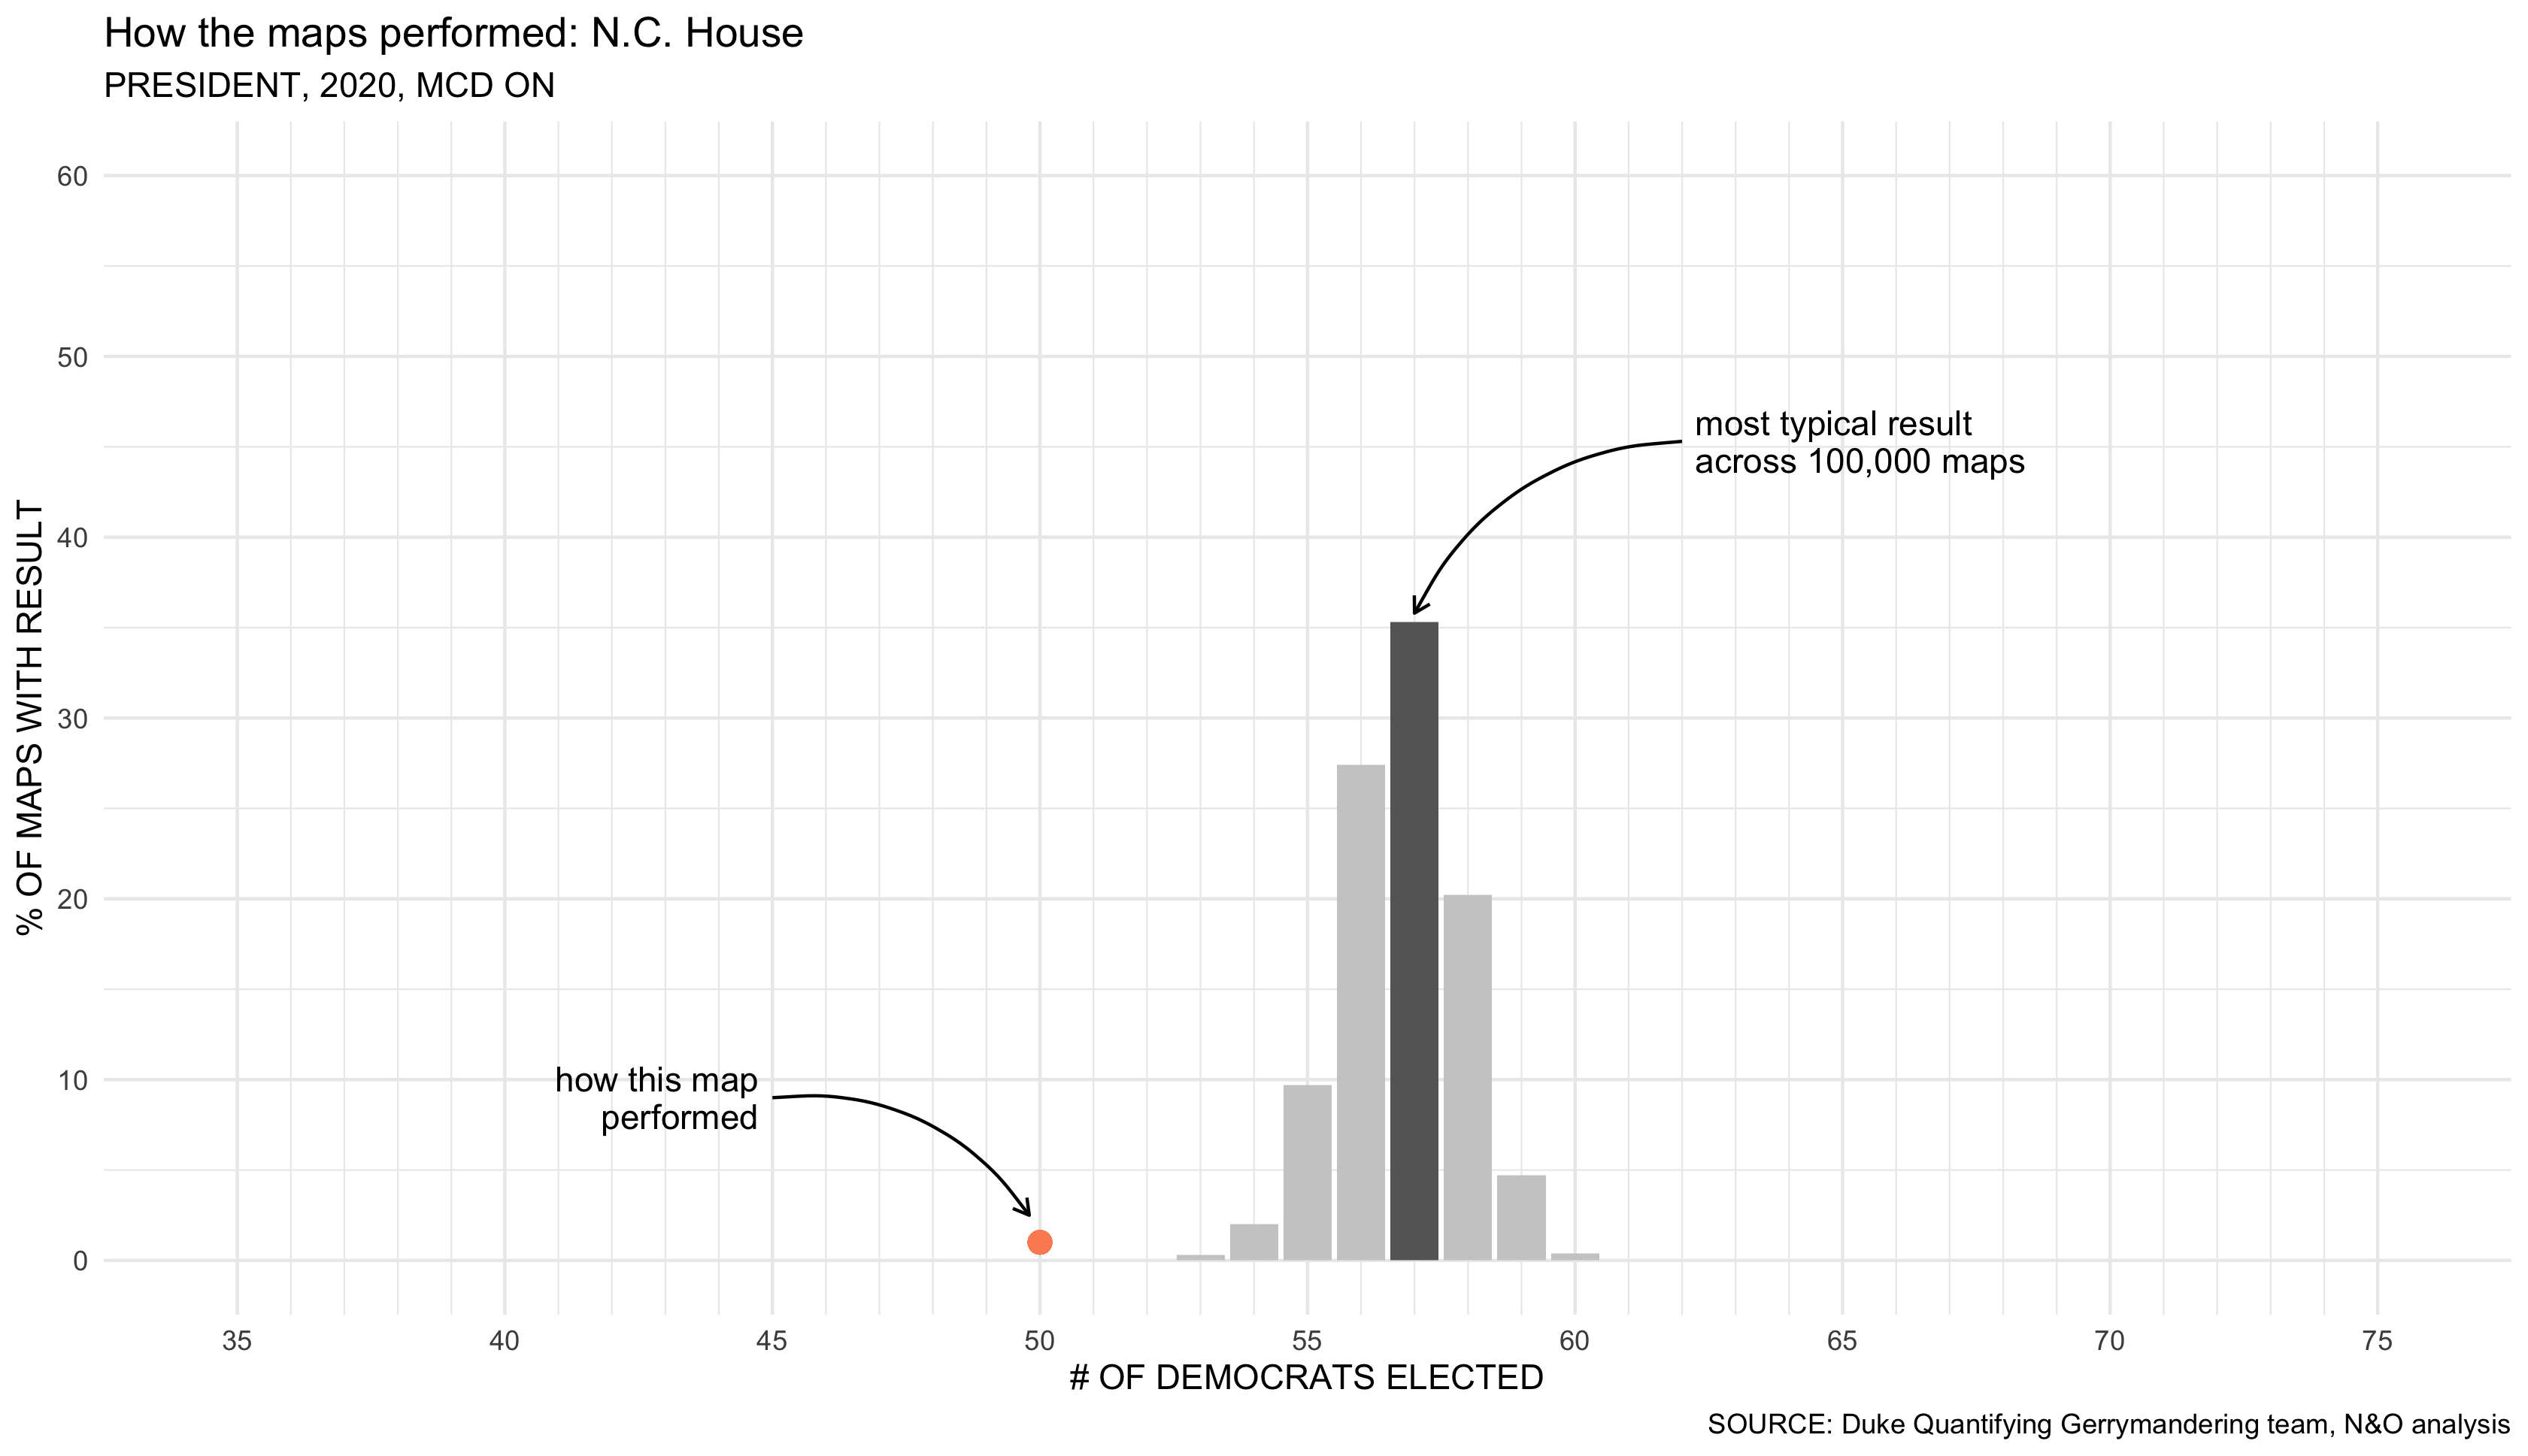 How the maps performed: N.C. House
PRESIDENT, 2020, MCD ON
% OF MAPS WITH RESULT
60
50
40
30
20
10
0
most typical result
across 100,000 maps
how this map
performed
35
40
45
50
55
60
65
70
75
# OF DEMOCRATS ELECTED
SOURCE: Duke Quantifying Gerrymandering team, N&O analysis